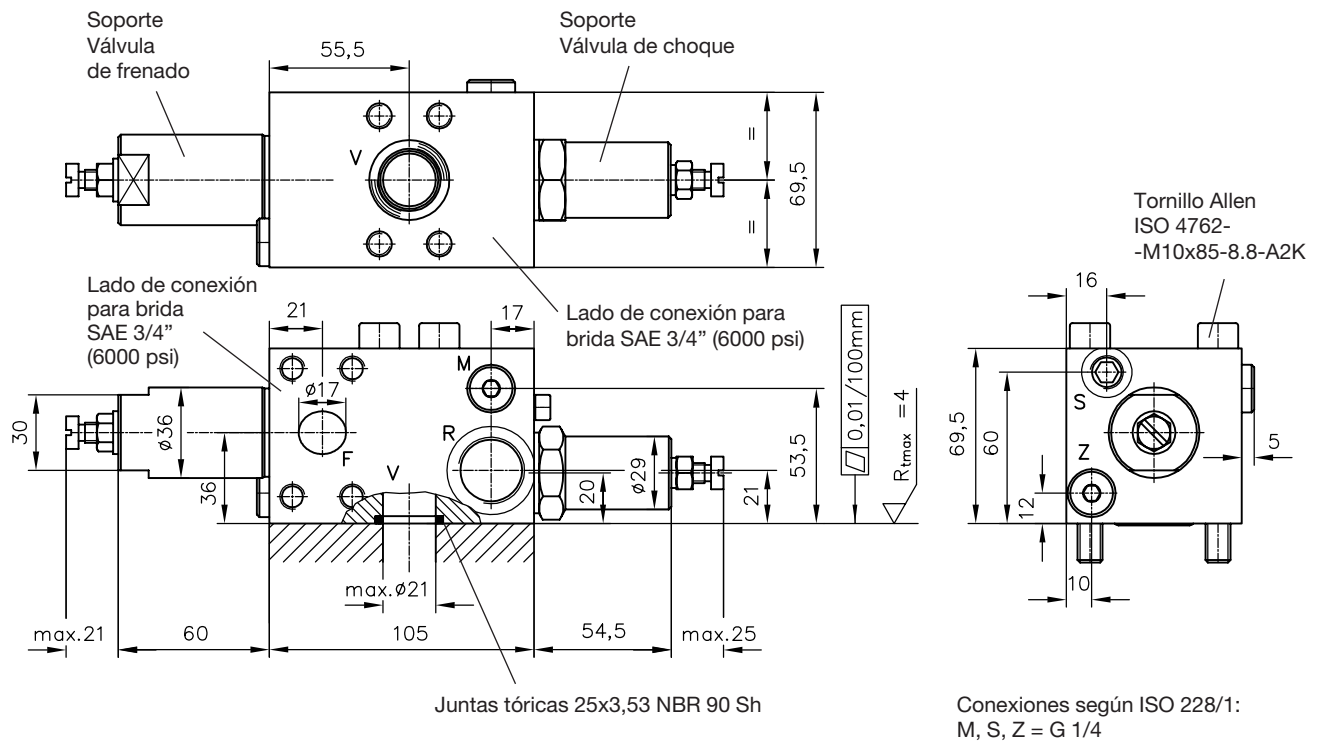 Soporte
Válvula
de frenado
55,5
Soporte
Válvula de choque
V
=
=
69,5
Tornillo Allen
ISO 4762-
-M10x85-8.8-A2K
Lado de conexión
para brida
SAE 3/4”
(6000 psi)
Lado de conexión para
brida SAE 3/4” (6000 psi)
21
17
M
ø17
R
F
V
30
ø36
36
20
ø29
21
53,5
0,01/100mm
Rtmax =4
max.ø21
max.21
60
105
54,5
max.25
16
S
Z
69,5
60
12
10
5
Juntas tóricas 25x3,53 NBR 90 Sh
Conexiones según ISO 228/1:
M, S, Z = G 1/4